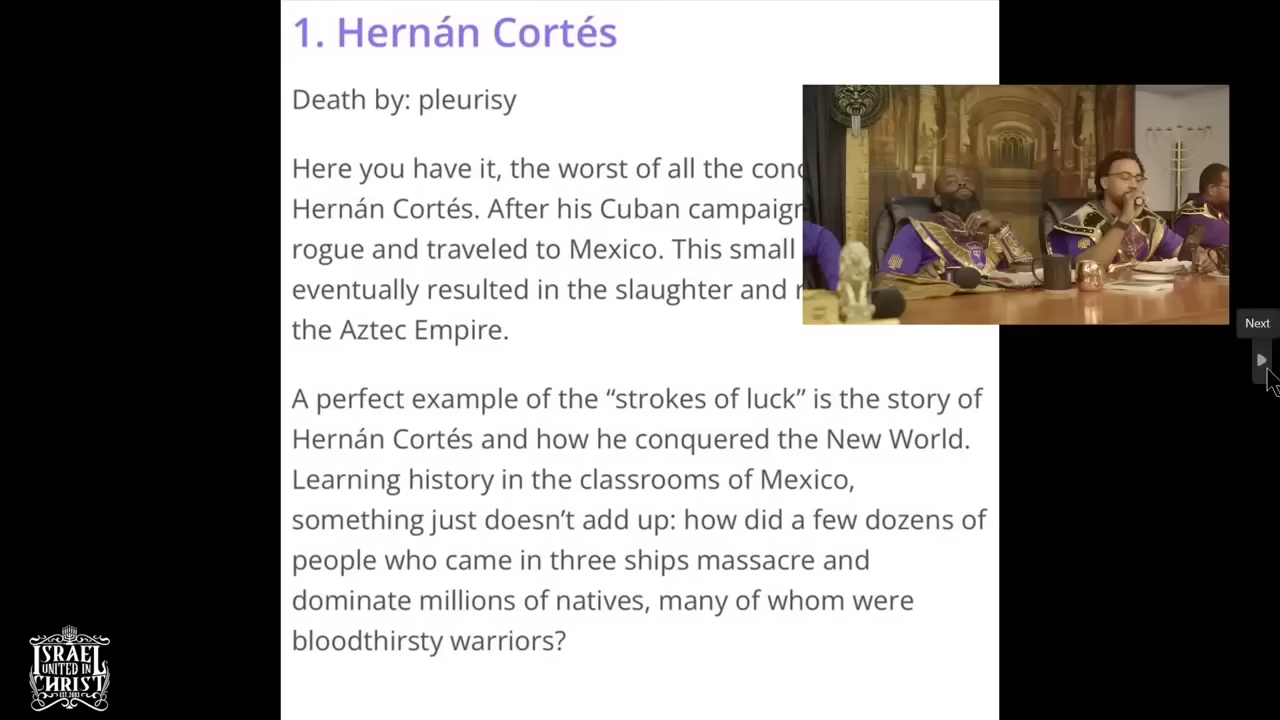 1. Hernán Cortés
Death by: pleurisy
Here you have it, the worst of all the
Hernán Cortés. After his Cuban
rogue and traveled to Mexico. This small
eventually resulted in the slaughter and
the Aztec Empire.
A perfect example of the “strokes of luck” is the story of
Hernán Cortés and how he conquered the New World.
Learning history in the classrooms of Mexico,
something just doesn’t add up: how did a few dozens of
people who came in three ships massacre and
dominate millions of natives, many of whom were
bloodthirsty warriors?
Next
ISRAEL
UNITED IN
CHRIST
EST. 2003